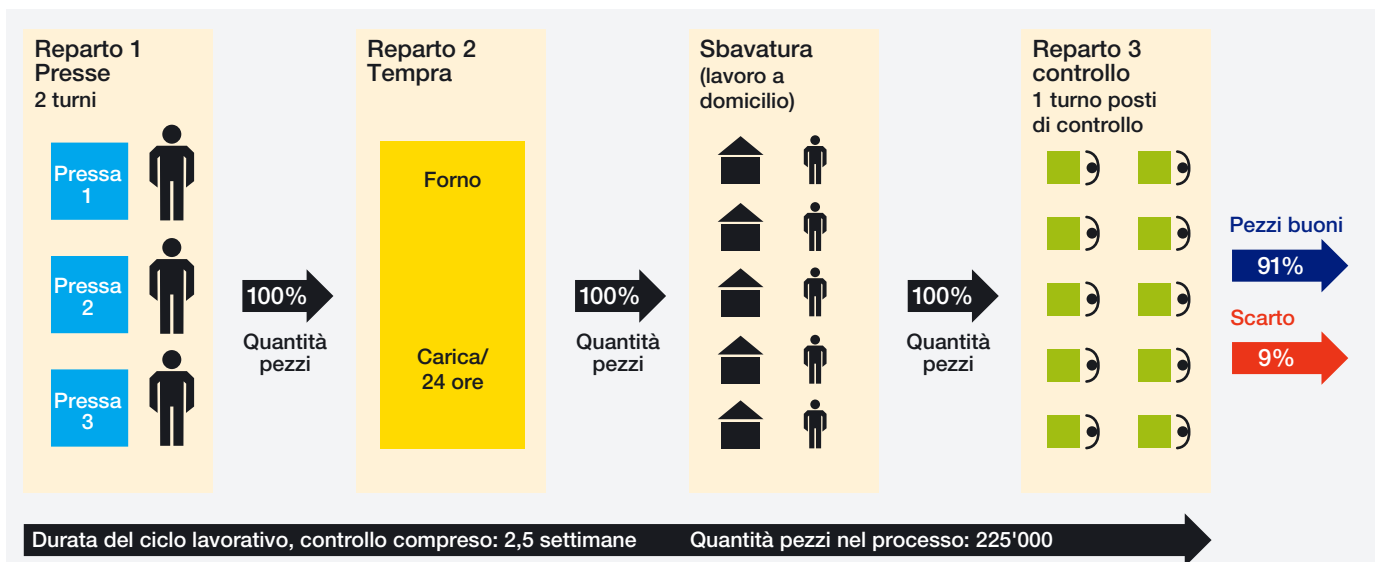 Reparto 1
Presse
2 turni
Pressa
1
Pressa
2
Pressa
3
100%
Quantità
pezzi
Reparto 2
Tempra
Forno
Carica/
24 ore
100%
Quantità
pezzi
Sbavatura
(lavoro a
domicilio)
100%
Quantità
pezzi
Reparto 3
controllo
1 turno posti
di controllo
Pezzi buoni
91%
Scarto
9%
Durata del ciclo lavorativo, controllo compreso: 2,5 settimane
Quantità pezzi nel processo: 225'000